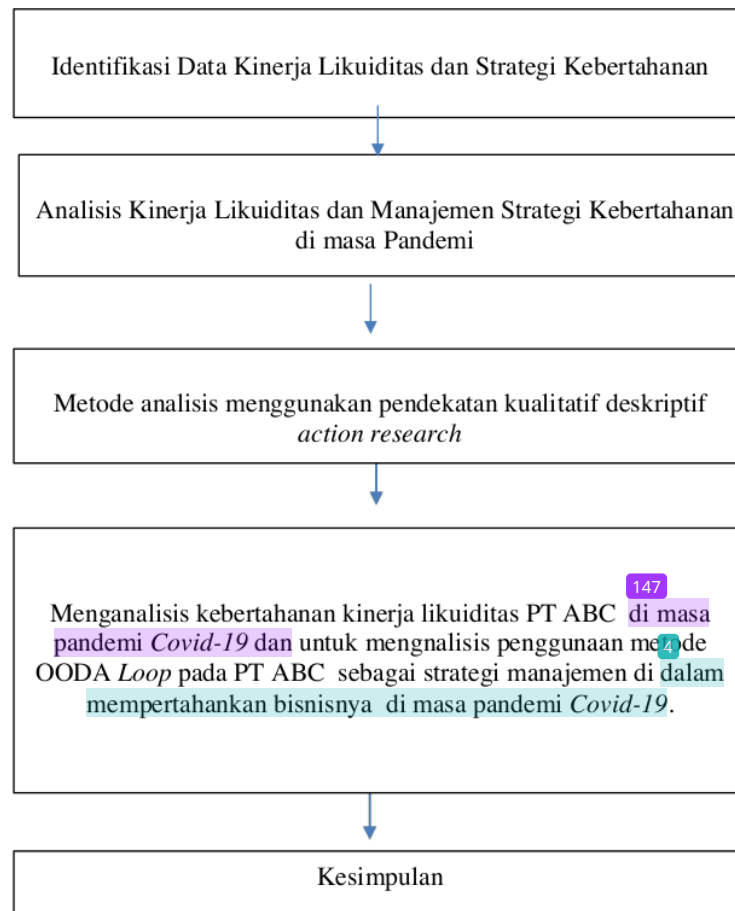 Identifikasi Data Kinerja Likuiditas dan Strategi Kebertahanan
Analisis Kinerja Likuiditas dan Manajemen Strategi Kebertahanan
di masa Pandemi
Metode analisis menggunakan pendekatan kualitatif deskriptif
action research
147
Menganalisis kebertahanan kinerja likuiditas PT ABC di masa
pandemi Covid-19 dan untuk mengnalisis penggunaan metode
4
OODA Loop pada PT ABC sebagai strategi manajemen di dalam
mempertahankan bisnisnya di masa pandemi Covid-19.
Kesimpulan